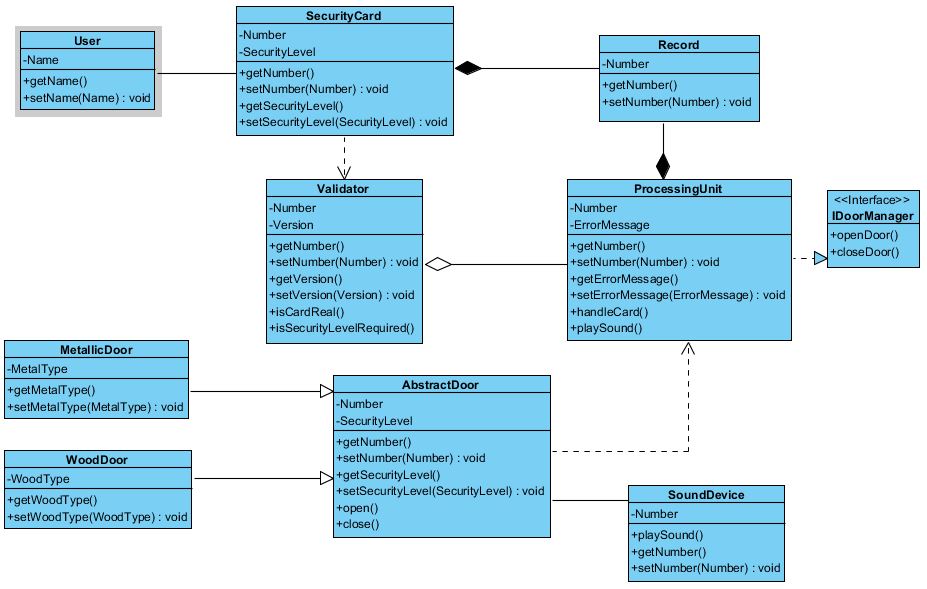 User
-Name
+getName()
+setName(Name) : void
SecurityCard
-Number
-SecurityLevel
+getNumber()
+setNumber(Number) : void
+getSecurityLevel()
+setSecurityLevel(SecurityLevel) : void
Record
-Number
+getNumber()
+setNumber(Number) : void
Validator
-Number
-Version
+getNumber()
+setNumber(Number) : void
+getVersion()
+setVersion(Version) : void
+isCardReal()
+isSecurityLevelRequired()
ProcessingUnit
-Number
-ErrorMessage
+getNumber()
+setNumber(Number) : void
+getErrorMessage()
+setErrorMessage(ErrorMessage) : void
+handleCard()
+playSound()
<<Interface>>
IDoorManager
+openDoor()
+closeDoor()
MetallicDoor
-MetalType
+getMetalType()
+setMetalType(MetalType) : void
WoodDoor
-WoodType
+getWoodType()
+setWoodType(WoodType) : void
AbstractDoor
-Number
-SecurityLevel
+getNumber()
+setNumber(Number) : void
+getSecurityLevel()
+setSecurityLevel(SecurityLevel) : void
+open()
+close()
SoundDevice
-Number
+playSound()
+getNumber()
+setNumber(Number) : void